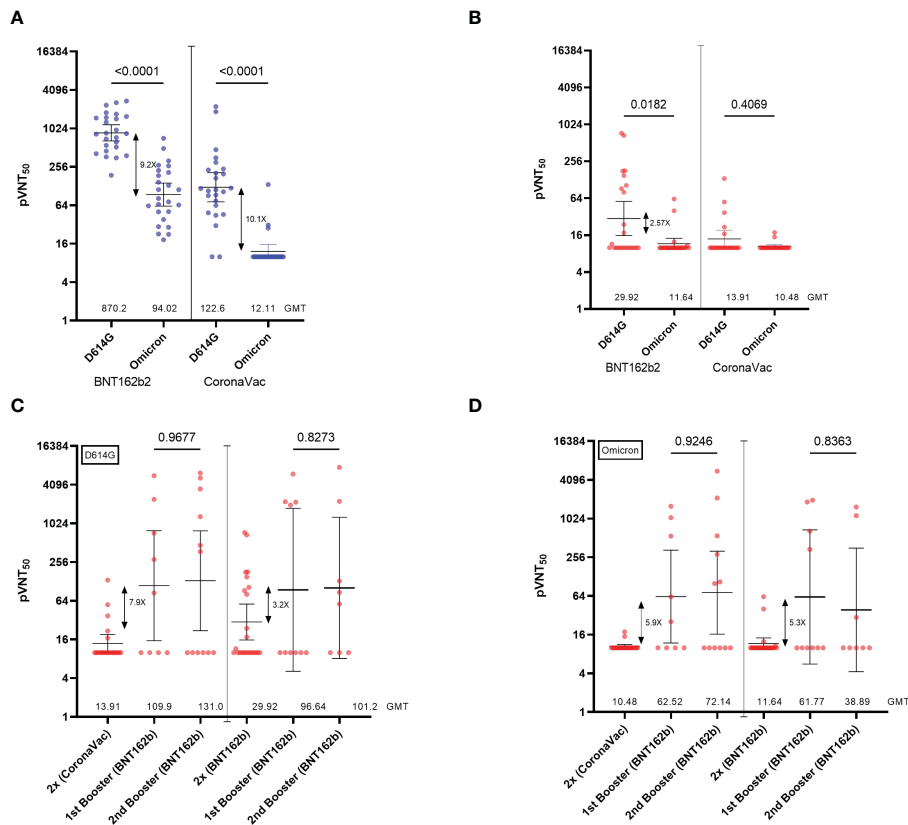 A
16384
4096
1024
256
64
16
4
1
pVNT50
<0.0001
<0.0001
9.2X
10.1X
870.2 94.02 122.6 12.11 GMT
D614G Omicron D614G Omicron
BNT162b2 CoronaVac
B
16384
4096
1024
256
64
16
4
1
pVNT50
0.0182
0.4069
2.57X
29.92 11.64 13.91 10.48 GMT
D614G Omicron D614G Omicron
BNT162b2 CoronaVac
C
D614G
16384
4096
1024
256
64
16
4
1
pVNT50
0.9677
0.8273
7.9X
3.2X
13.91 109.9 131.0 29.92 96.64 101.2 GMT
2x (CoronaVac)
1st Booster (BNT162b)
2nd Booster (BNT162b)
2x (BNT162b)
1st Booster (BNT162b)
2nd Booster (BNT162b)
D
Omicron
16384
4096
1024
256
64
16
4
1
pVNT50
0.9246
0.8363
5.9X
5.3X
10.48 62.52 72.14 11.64 61.77 38.89 GMT
2x (CoronaVac)
1st Booster (BNT162b)
2nd Booster (BNT162b)
2x (BNT162b)
1st Booster (BNT162b)
2nd Booster (BNT162b)